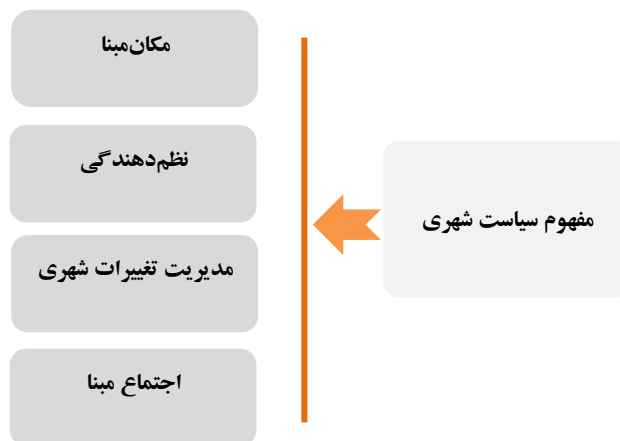 مفهوم سیاست شهری
مکان‌مبنا
نظم‌دهندگی
مدیریت تغییرات شهری
اجتماع مبنا